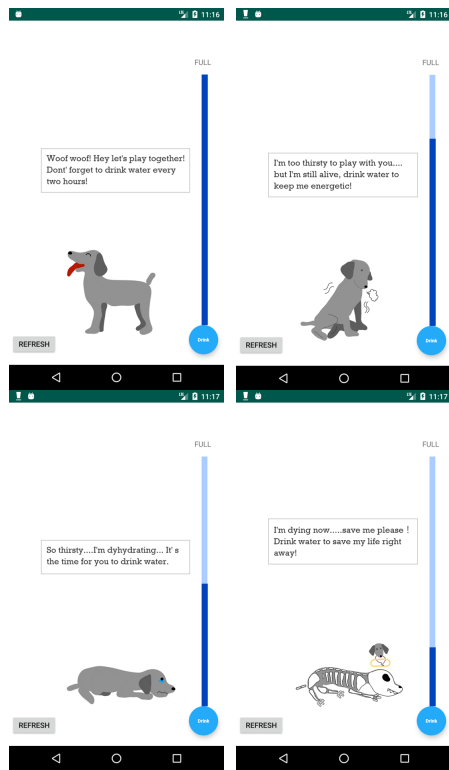 11:16
FULL
Woof woof! Hey let's play together!
Dont' forget to drink water every
two hours!
REFRESH
Drink
11:16
FULL
I'm too thirsty to play with you....
but I'm still alive, drink water to
keep me energetic!
REFRESH
Drink
11:17
FULL
So thirsty....I'm dyhydrating... It' s
the time for you to drink water.
REFRESH
Drink
11:17
FULL
I'm dying now.....save me please !
Drink water to save my life right
away!
REFRESH
Drink